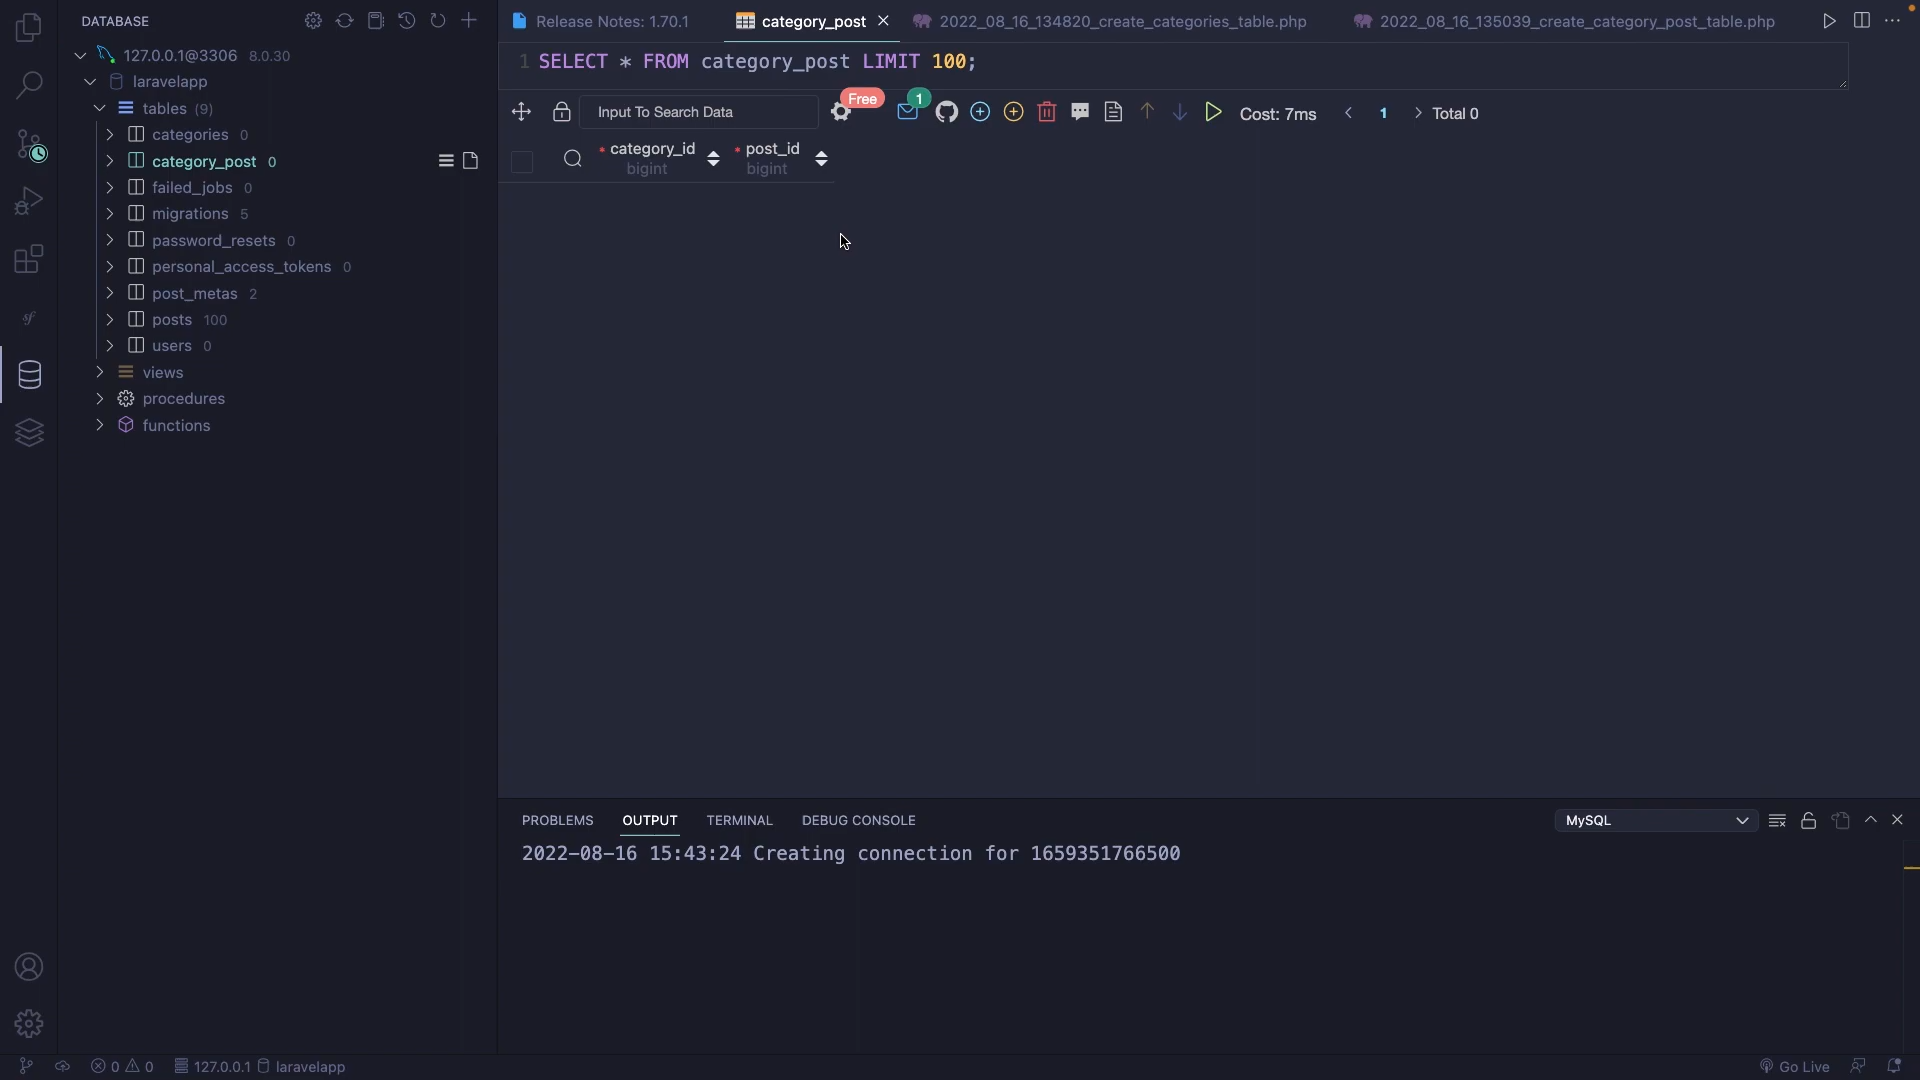 DATABASE
127.0.0.1@3306 8.0.30
laravelapp
tables (9)
categories 0
category_post 0
failed_jobs 0
migrations 5
password_resets 0
personal_access_tokens 0
post_metas 2
posts 100
users 0
views
procedures
functions
Release Notes: 1.70.1
category_post
2022_08_16_134820_create_categories_table.php
2022_08_16_135039_create_category_post_table.php
1 SELECT * FROM category_post LIMIT 100;
Input To Search Data
Free
1
Cost: 7ms
1
Total 0
* category_id
bigint
* post_id
bigint
PROBLEMS OUTPUT TERMINAL DEBUG CONSOLE
MySQL
2022-08-16 15:43:24 Creating connection for 1659351766500
0 0 127.0.0.1 laravelapp
Go Live